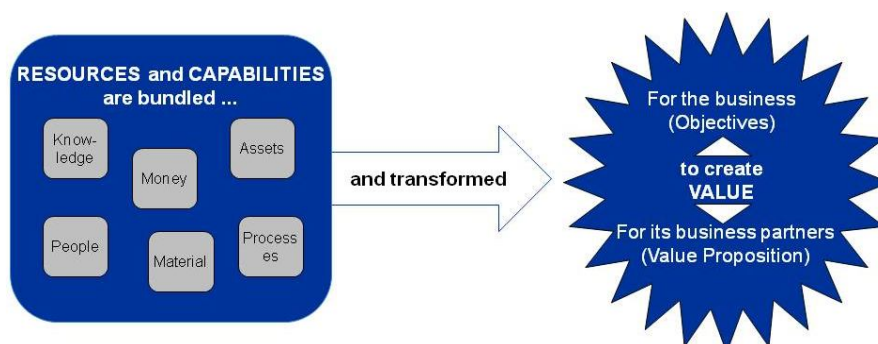 RESOURCES and CAPABILITIES
are bundled ...
Know-
ledge
Assets
Money
People
Material
Process
es
and transformed
For the business
(Objectives)
to create
VALUE
For its business partners
(Value Proposition)